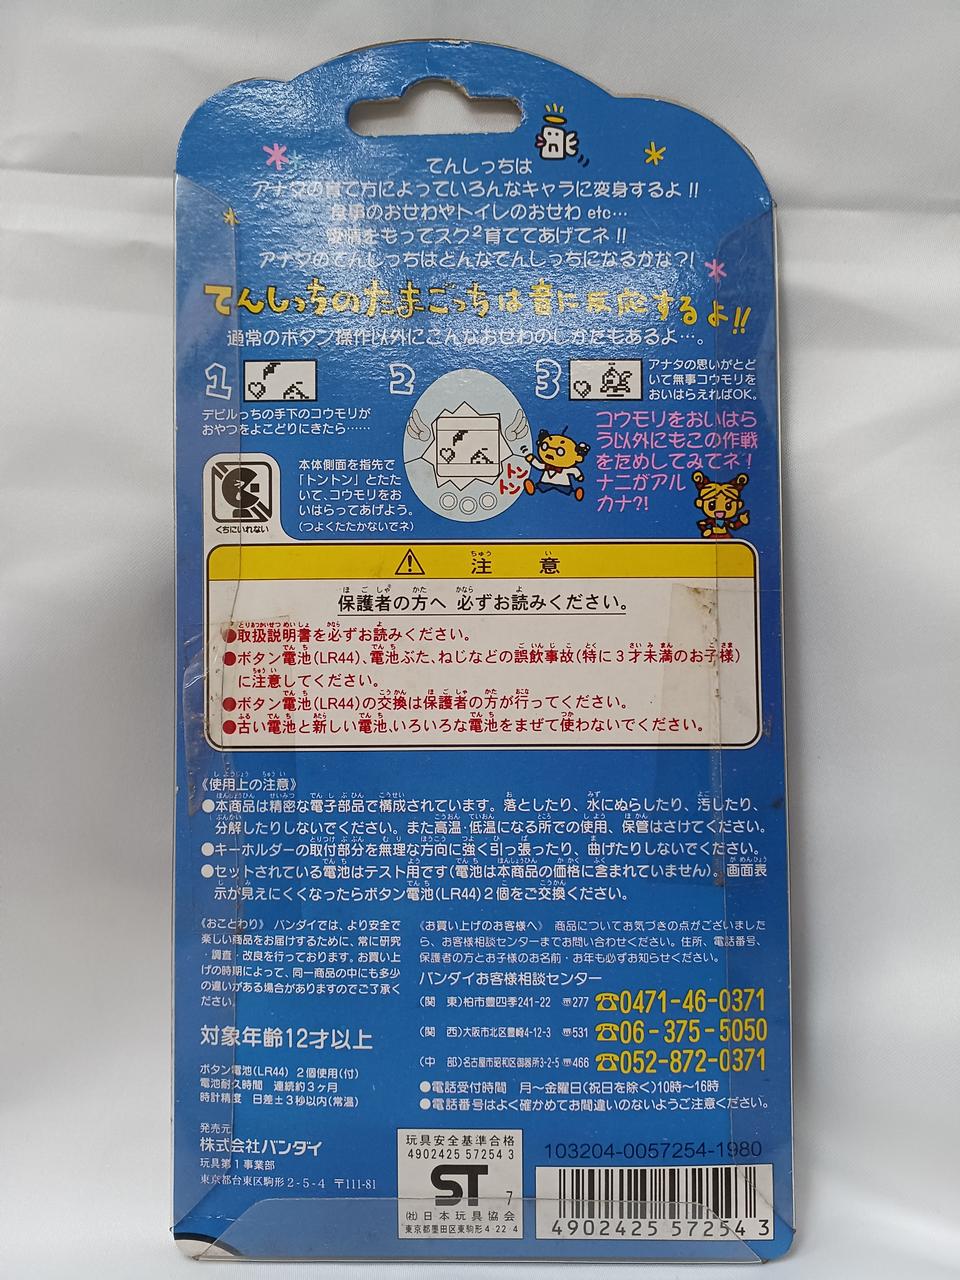 てんしっちは
アナタの育て方によっていろんなキャラに変身するよ!!
食事のおせわやトイレのおせわ etc…
愛情をもってスク²育ててあげてネ!!
アナタのてんしっちはどんなてんしっちになるかな?!
てんしっちのたまごっちは音に反応するよ!!
通常のボタン操作以外にこんなおせわのしかたもあるよ…。
1
デビルっちの手下のコウモリが
おやつをよこどりにきたら……
2
本体側面を指先で
「トントン」とたた
いて、コウモリをお
いはらってあげよう。
(つよくたたかないでネ)
トン
トン
3
アナタの思いがとど
いて無事コウモリを
おいはらえればOK。
コウモリをおいはら
う以外にもこの作戦
をためしてみてネ!
ナニがアル
カナ?!
くちにいれない
注意
ちゅう い
保護者の方へ 必ずお読みください。
●取扱説明書を必ずお読みください。
●ボタン電池(LR44)、電池ぶた、ねじなどの誤飲事故(特に3才未満のお子様)
に注意してください。
●ボタン電池(LR44)の交換は保護者の方が行ってください。
●古い電池と新しい電池、いろいろな電池をまぜて使わないでください。
《使用上の注意》
●本商品は精密な電子部品で構成されています。落としたり、水にぬらしたり、汚したり、
分解したりしないでください。また高温・低温になる所での使用、保管はさけてください。
●キーホルダーの取付部分を無理な方向に強く引っ張ったり、曲げたりしないでください。
●セットされている電池はテスト用です(電池は本商品の価格に含まれていません)。画面表
示が見えにくくなったらボタン電池(LR44)2個をご交換ください。
《おことわり》 バンダイでは、より安全で
楽しい商品をお届けするために、常に研究
・調査・改良を行っております。お買い上
げの時期によって、同一商品の中にも多少
の違いがある場合がありますのでご了承く
ださい。
対象年齢12才以上
ボタン電池(LR44)2個使用(付)
電池耐久時間 連続約3ヶ月
時計精度 日差±3秒以内(常温)
発売元
株式会社バンダイ
玩具第1事業部
東京都台東区駒形2-5-4 〒111-81
《お買い上げのお客様へ》 商品についてお気づきの点がございました
ら、お客様相談センターまでお問い合わせください。住所、電話番号、
保護者の方とお子様のお名前・お年も必ずお知らせください。
バンダイお客様相談センター
(関 東)柏市豊四季241-22 〒277 ☎0471-46-0371
(関 西)大阪市北区豊崎4-12-3 〒531 ☎06-375-5050
(中 部)名古屋市昭和区御器所3-2-5 〒466 ☎052-872-0371
●電話受付時間 月〜金曜日(祝日を除く)10時〜16時
●電話番号はよく確かめてお間違いのないようご注意ください。
玩具安全基準合格
4902425 57254 3
ST
7
(社)日本玩具協会
東京都墨田区東駒形4-22-4
103204-0057254-1980
4902425 57254 3